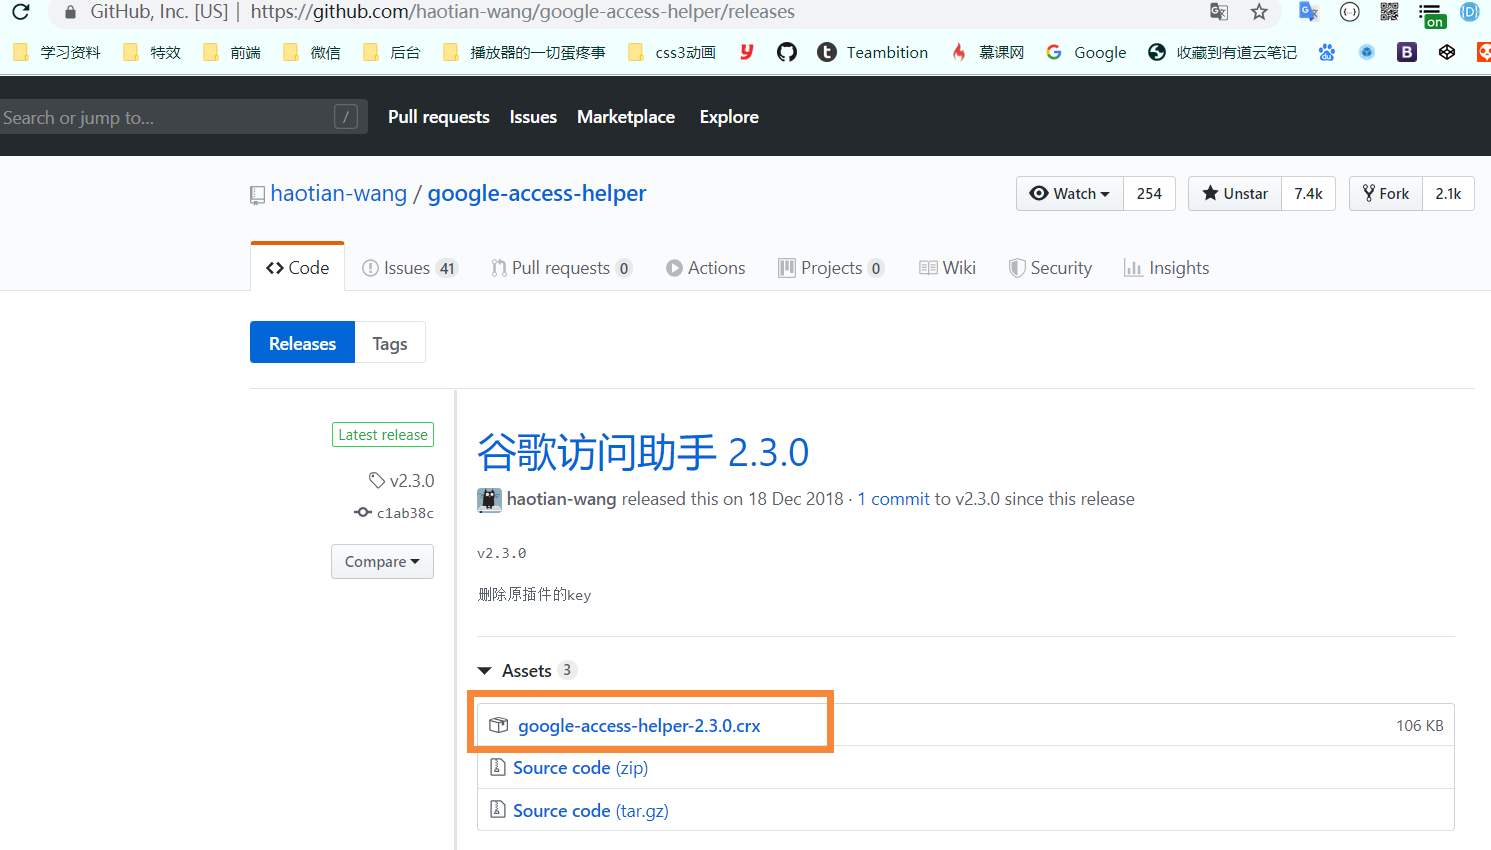 GitHub, Inc. [US] | https://github.com/haotian-wang/google-access-helper/releases
on
学习资料 特效 前端 微信 后台 播放器的一切蛋疼事 css3动画 Teambition 慕课网 Google 收藏到有道云笔记
Search or jump to... / Pull requests Issues Marketplace Explore
haotian-wang / google-access-helper Watch 254 Unstar 7.4k Fork 2.1k
Code Issues 41 Pull requests 0 Actions Projects 0 Wiki Security Insights
Releases Tags
Latest release
v2.3.0
c1ab38c
Compare
谷歌访问助手 2.3.0
haotian-wang released this on 18 Dec 2018 · 1 commit to v2.3.0 since this release
v2.3.0
删除原插件的key
Assets 3
google-access-helper-2.3.0.crx 106 KB
Source code (zip)
Source code (tar.gz)